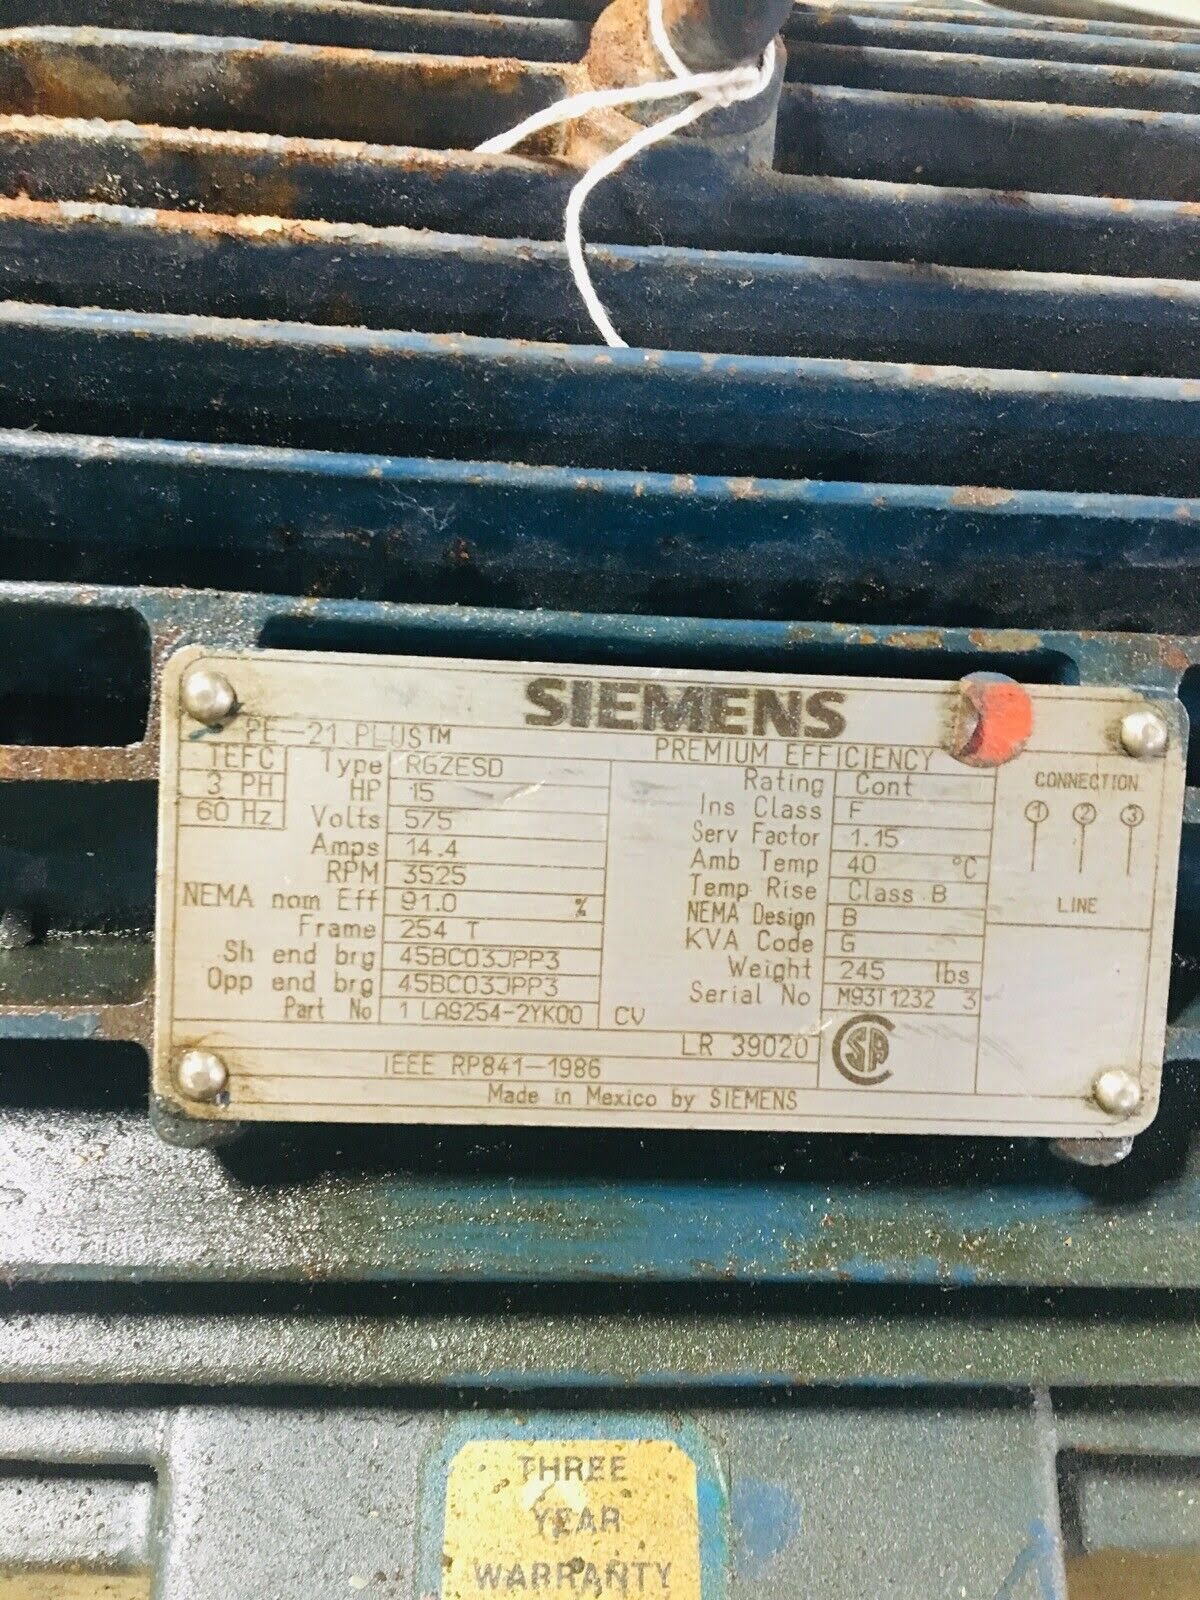 SIEMENS
PE-21 PLUS™ PREMIUM EFFICIENCY
TEFC
3 PH
60 Hz
Type RGZESD
HP 15
Volts 575
Amps 14.4
RPM 3525
NEMA nom Eff 91.0 %
Frame 254 T
Sh end brg 45BC03JPP3
Opp end brg 45BC03JPP3
Part No 1 LA9254-2YK00 CV
Rating Cont
Ins Class F
Serv Factor 1.15
Amb Temp 40 °C
Temp Rise Class B
NEMA Design B
KVA Code G
Weight 245 lbs
Serial No M93T1232 3
CONNECTION
1 2 3
LINE
LR 39020 SA
IEEE RP841-1986
Made in Mexico by SIEMENS
THREE
YEAR
WARRANTY